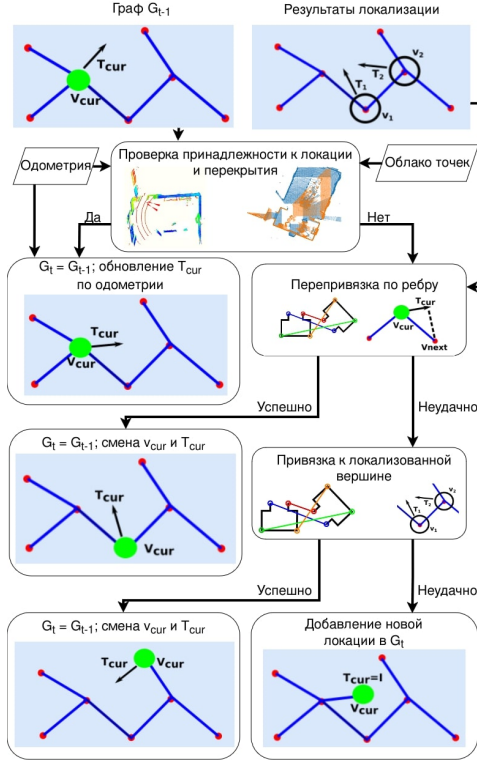 Граф Gt-1
Результаты локализации
Tcur
Vcur
T1
T2
v1
v2
Одометрия
Проверка принадлежности к локации
и перекрытия
Облако точек
Да
Нет
Gt = Gt-1; обновление Tcur
по одометрии
Tcur
Vcur
Перепривязка по ребру
Tcur
Vcur
Vnext
Успешно
Неудачно
Gt = Gt-1; смена vcur и Tcur
Tcur
Vcur
Привязка к локализованной
вершине
T1
T2
v1
v2
Успешно
Неудачно
Gt = Gt-1; смена vcur и Tcur
Tcur
Vcur
Добавление новой
локации в Gt
Tcur=I
Vcur